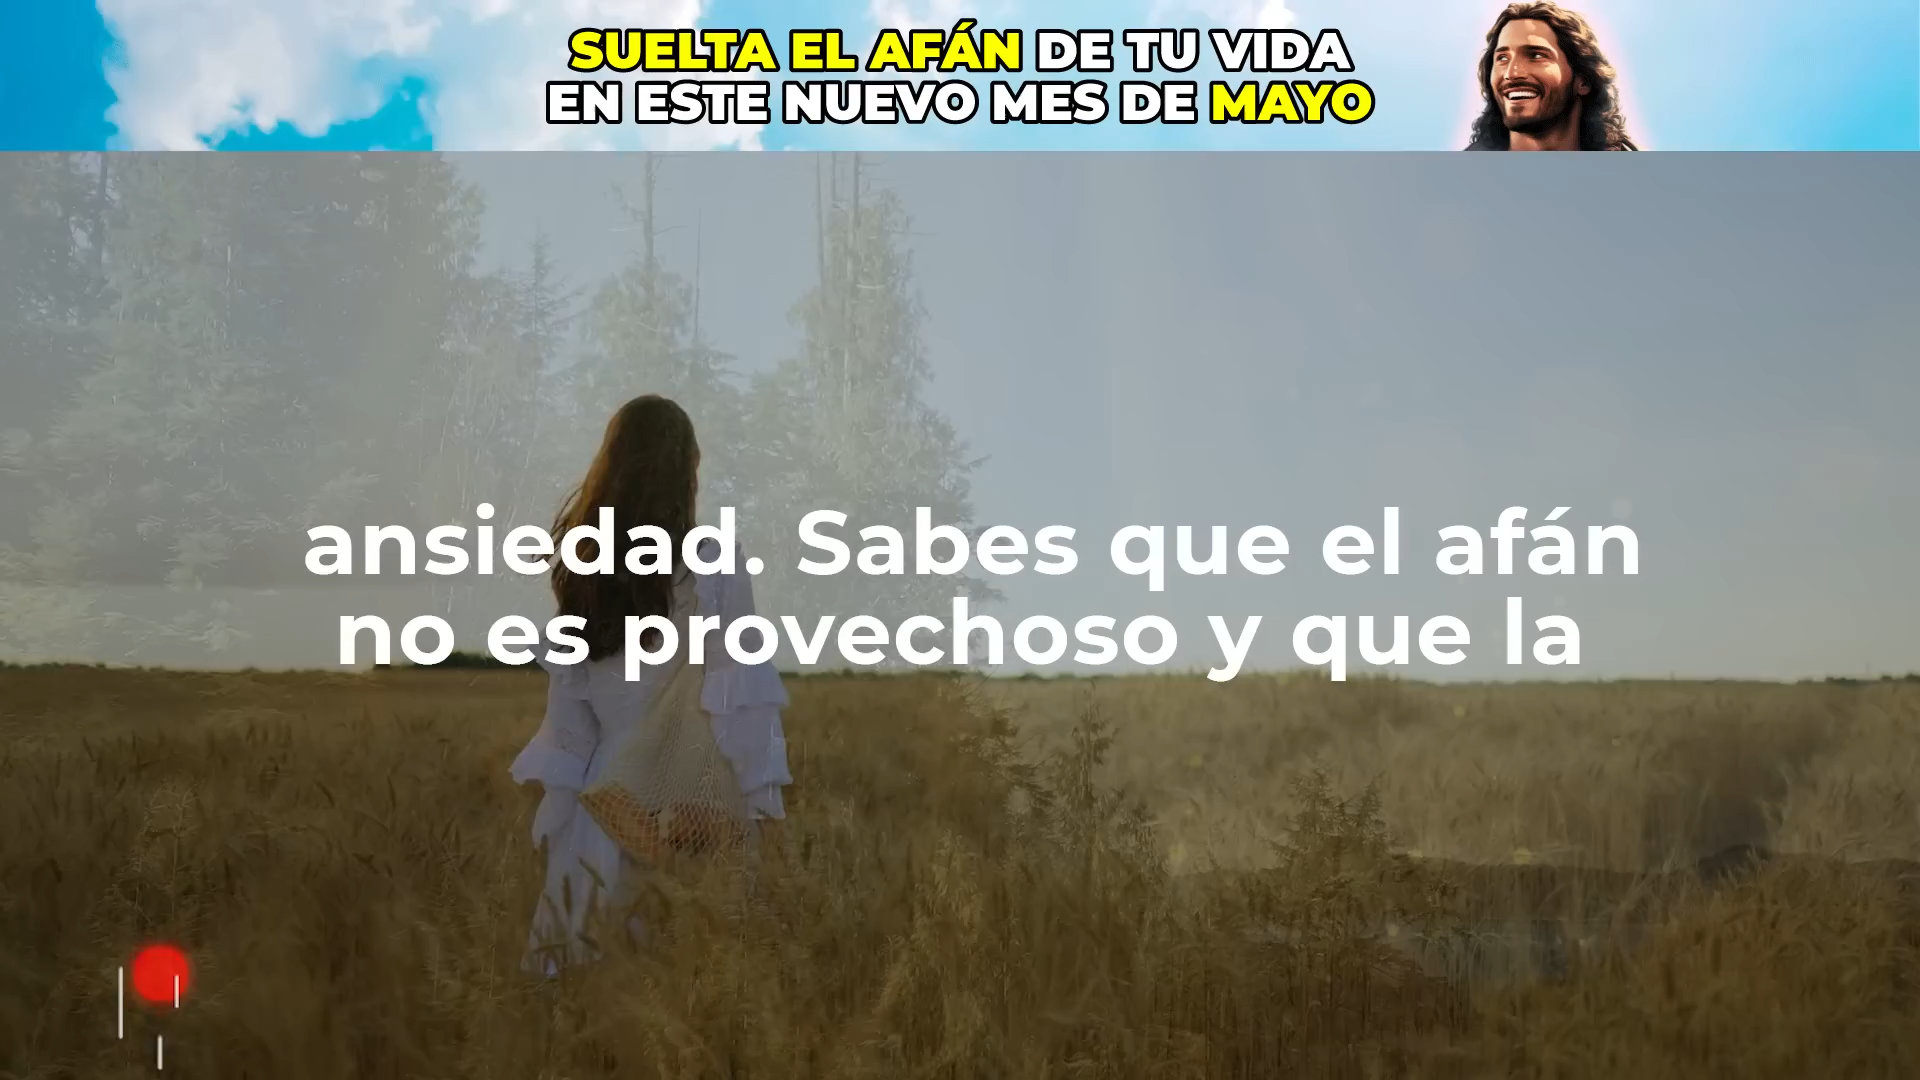 SUELTA EL AFÁN DE TU VIDA
EN ESTE NUEVO MES DE MAYO
ansiedad. Sabes que el afán
no es provechoso y que la